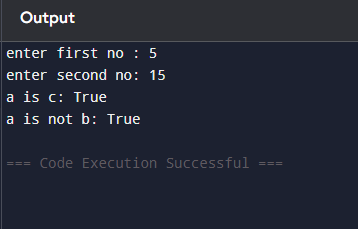 Output
enter first no : 5
enter second no: 15
a is c: True
a is not b: True
=== Code Execution Successful ===